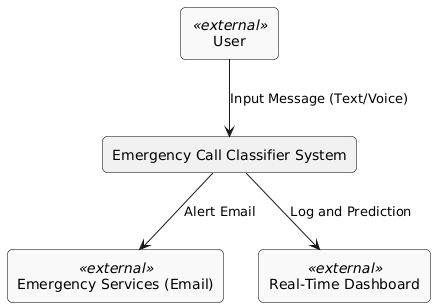 «external»
User
Input Message (Text/Voice)
Emergency Call Classifier System
Alert Email
Log and Prediction
«external»
Emergency Services (Email)
«external»
Real-Time Dashboard